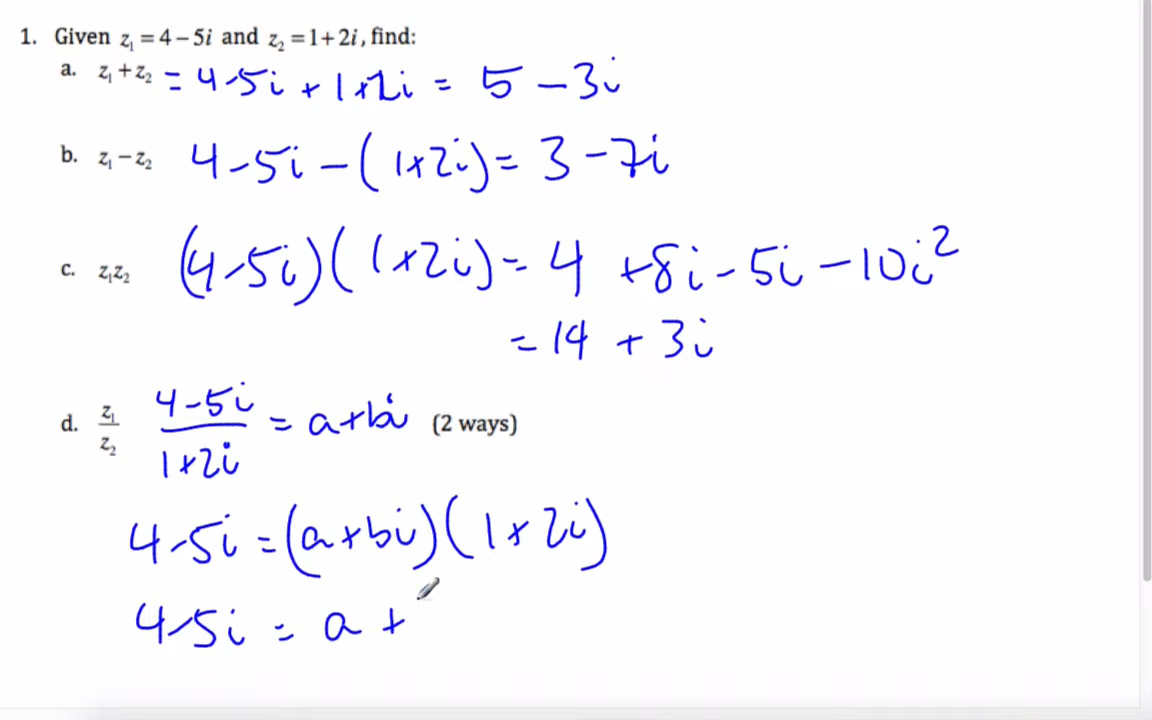 1. Given z₁ = 4 – 5i and z₂ = 1 + 2i, find:
a. z₁ + z₂ = 4 - 5i + 1 + 2i = 5 - 3i
b. z₁ – z₂ 4 - 5i - (1 + 2i) = 3 - 7i
c. z₁z₂ (4 - 5i)(1 + 2i) = 4 + 8i - 5i - 10i²
= 14 + 3i
d. z₁/z₂ (4 - 5i)/(1 + 2i) = a + bi (2 ways)
4 - 5i = (a + bi)(1 + 2i)
4 - 5i = a +